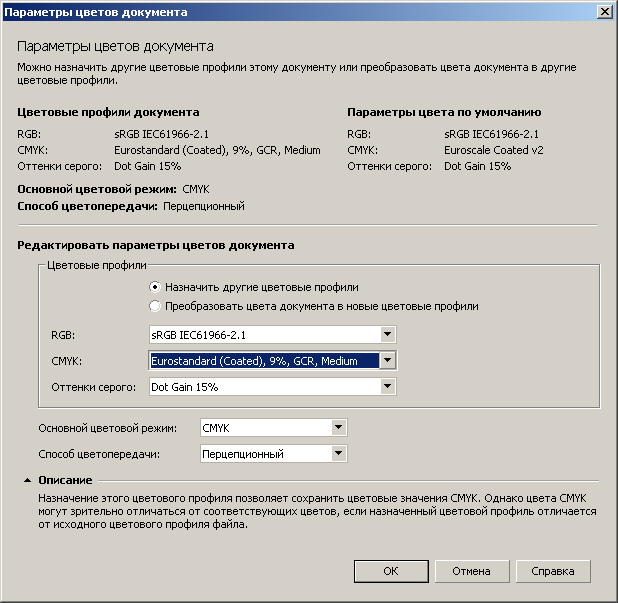 Параметры цветов документа
Параметры цветов документа
Можно назначить другие цветовые профили этому документу или преобразовать цвета документа в другие
цветовые профили.
Цветовые профили документа
Параметры цвета по умолчанию
RGB: sRGB IEC61966-2.1
RGB: sRGB IEC61966-2.1
CMYK: Eurostandard (Coated), 9%, GCR, Medium
CMYK: Euroscale Coated v2
Оттенки серого: Dot Gain 15%
Оттенки серого: Dot Gain 15%
Основной цветовой режим: CMYK
Способ цветопередачи: Перцепционный
Редактировать параметры цветов документа
Цветовые профили
Назначить другие цветовые профили
Преобразовать цвета документа в новые цветовые профили
RGB: sRGB IEC61966-2.1
CMYK: Eurostandard (Coated), 9%, GCR, Medium
Оттенки серого: Dot Gain 15%
Основной цветовой режим: CMYK
Способ цветопередачи: Перцепционный
Описание
Назначение этого цветового профиля позволяет сохранить цветовые значения CMYK. Однако цвета CMYK
могут зрительно отличаться от соответствующих цветов, если назначенный цветовой профиль отличается
от исходного цветового профиля файла.
OK
Отмена
Справка